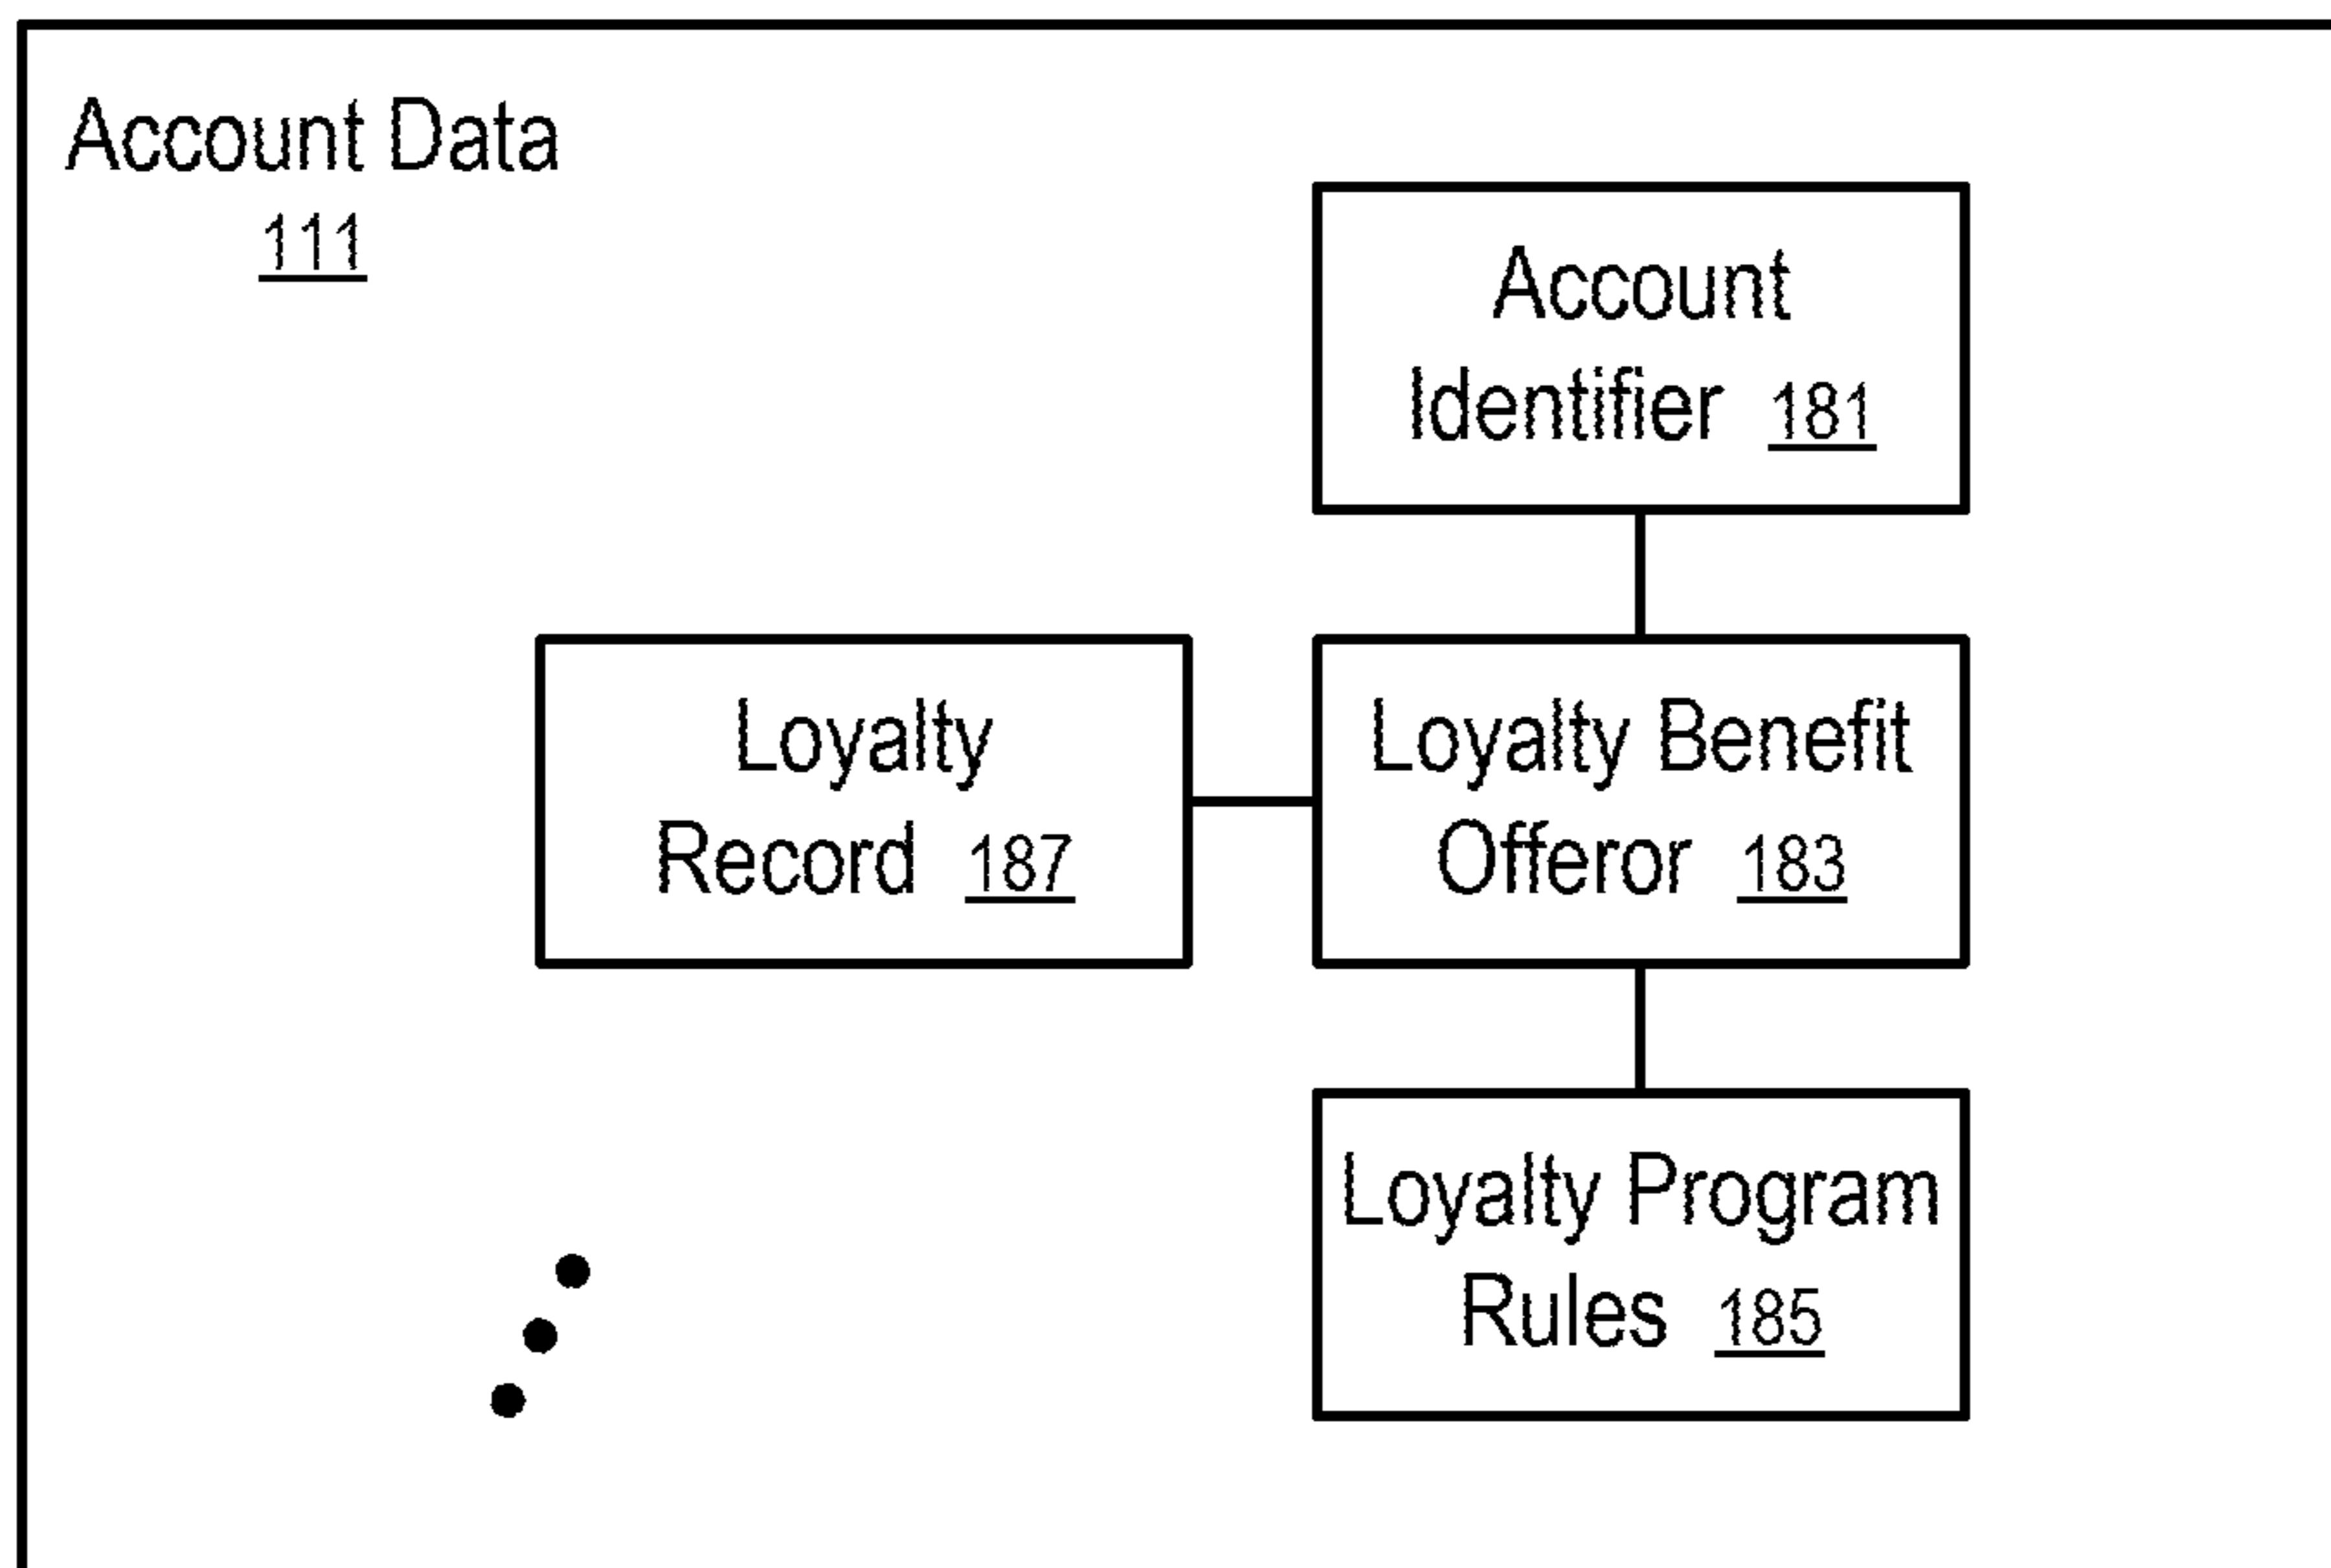 Account Data
111
Account
Identifier 181
Loyalty
Record 187
Loyalty Benefit
Offeror 183
Loyalty Program
Rules 185